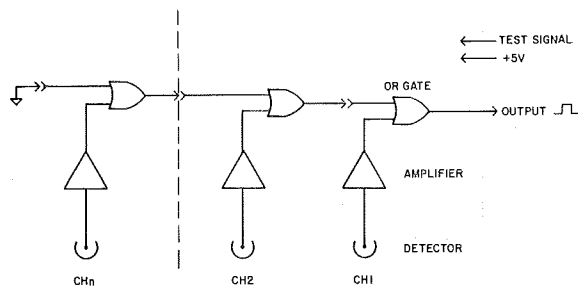 TEST SIGNAL
+5V
OR GATE
OUTPUT
AMPLIFIER
DETECTOR
CHn
CH2
CH1